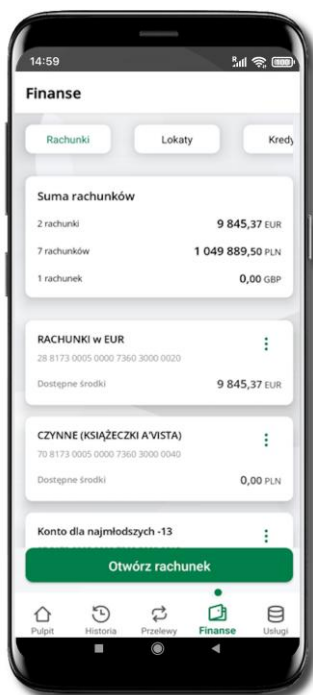 14:59
Finanse
Rachunki Lokaty Kredy
Suma rachunków
2 rachunki 9 845,37 EUR
7 rachunków 1 049 889,50 PLN
1 rachunek 0,00 GBP
RACHUNKI w EUR
28 8173 0005 0000 7360 3000 0020
Dostępne środki 9 845,37 EUR
CZYNNE (KSIĄŻECZKI A'VISTA)
70 8173 0005 0000 7360 3000 0040
Dostępne środki 0,00 PLN
Konto dla najmłodszych -13
Otwórz rachunek
Pulpit Historia Przelewy Finanse Usługi